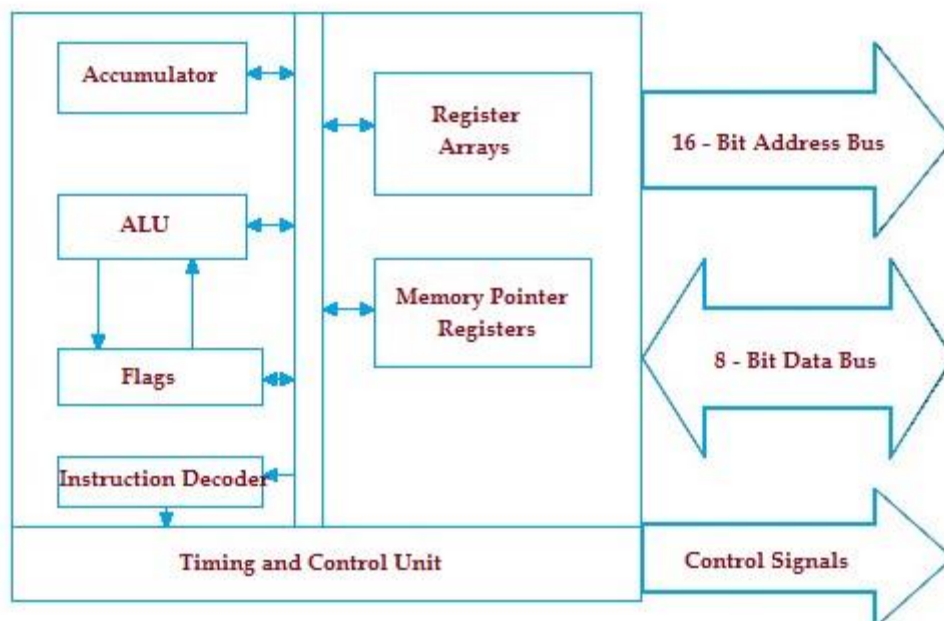 Accumulator
Register
Arrays
16 - Bit Address Bus
ALU
Memory Pointer
Registers
8 - Bit Data Bus
Flags
Instruction Decoder
Timing and Control Unit
Control Signals